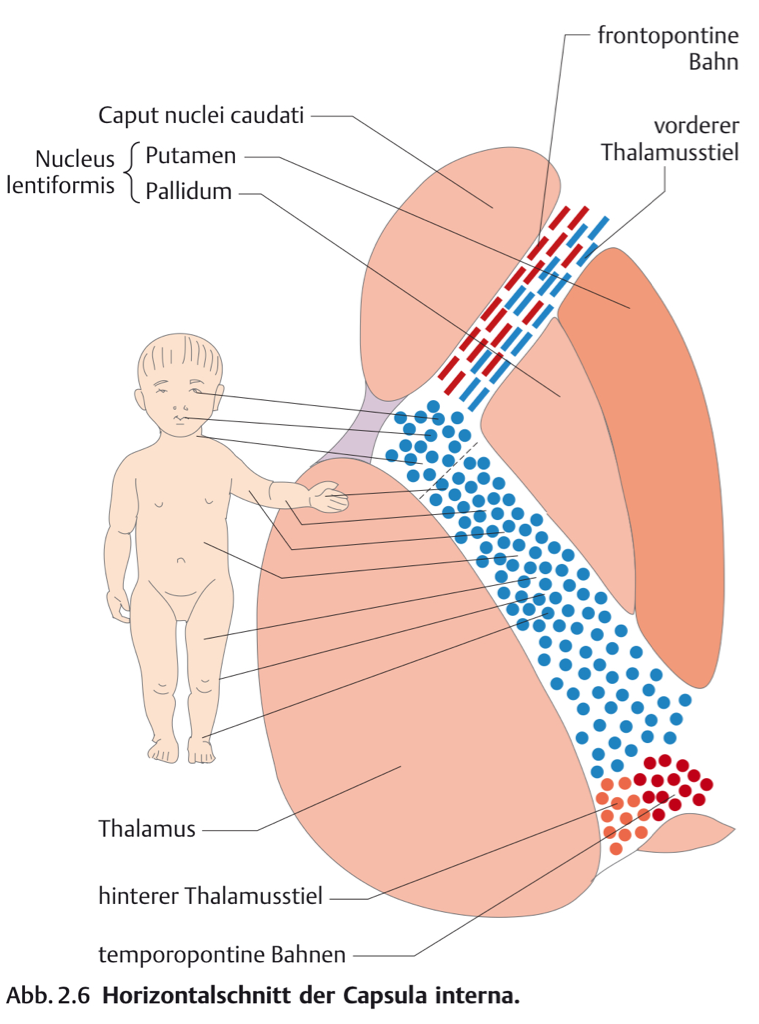 frontopontine
Bahn
Caput nuclei caudati
vorderer
Thalamusstiel
Nucleus
lentiformis
Putamen
Pallidum
Thalamus
hinterer Thalamusstiel
temporopontine Bahnen
Abb. 2.6 Horizontalschnitt der Capsula interna.